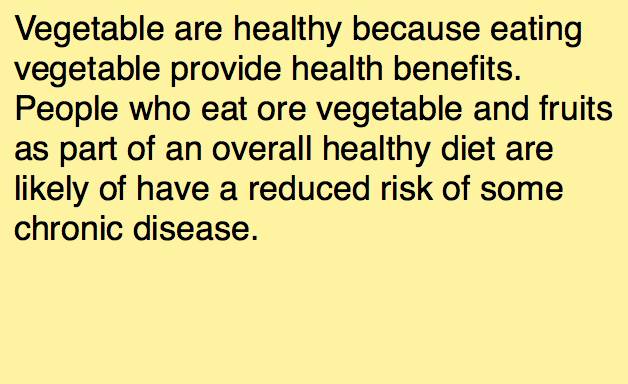 Vegetable are healthy because eating
vegetable provide health benefits.
People who eat ore vegetable and fruits
as part of an overall healthy diet are
likely of have a reduced risk of some
chronic disease.